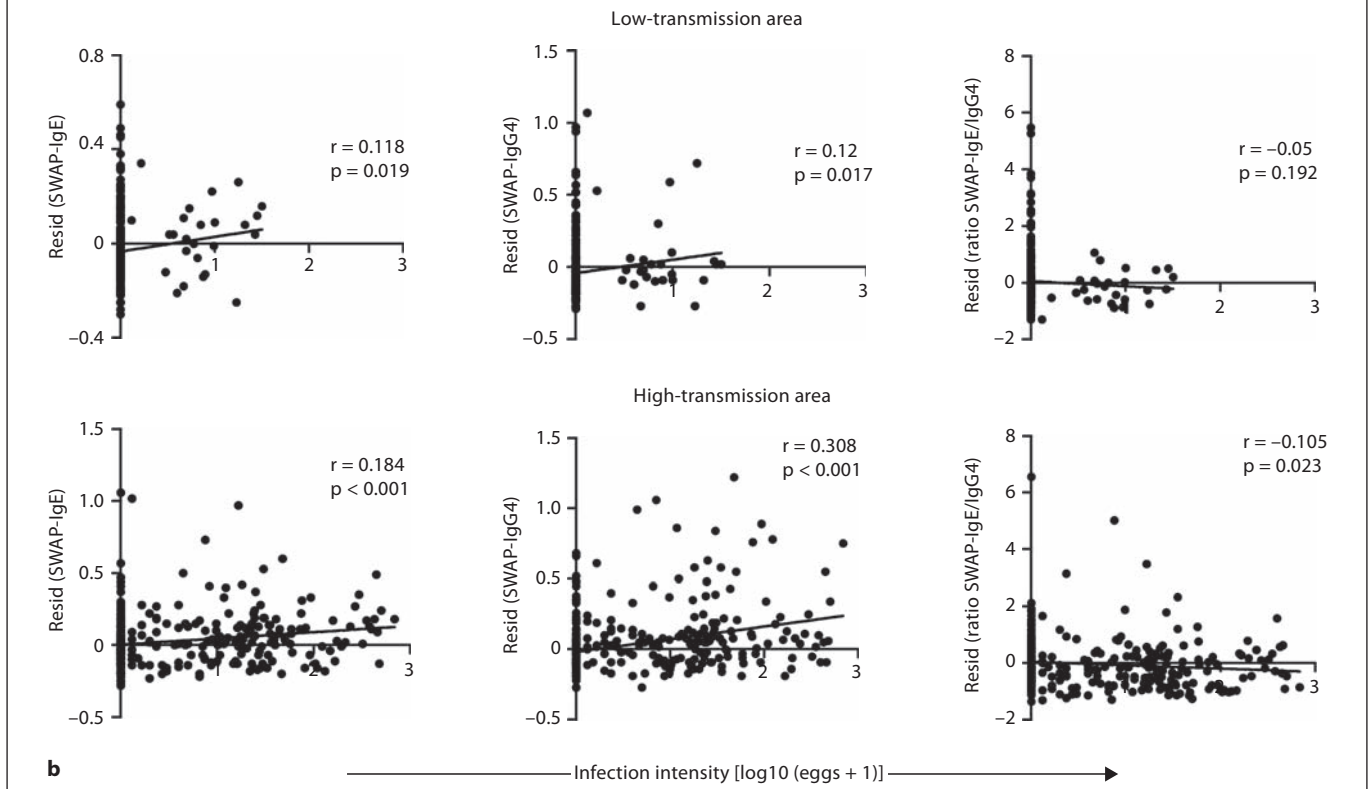 Low-transmission area
Resid (SWAP-IgE)
0.8
0.4
0
–0.4
1
2
3
r = 0.118
p = 0.019
Resid (SWAP-IgG4)
1.5
1.0
0.5
0
–0.5
1
2
3
r = 0.12
p = 0.017
Resid (ratio SWAP-IgE/IgG4)
8
6
4
2
0
–2
1
2
3
r = –0.05
p = 0.192
High-transmission area
Resid (SWAP-IgE)
1.5
1.0
0.5
0
–0.5
1
2
3
r = 0.184
p < 0.001
Resid (SWAP-IgG4)
1.5
1.0
0.5
0
–0.5
1
2
3
r = 0.308
p < 0.001
Resid (ratio SWAP-IgE/IgG4)
8
6
4
2
0
–2
1
2
3
r = –0.105
p = 0.023
b
Infection intensity [log10 (eggs + 1)]